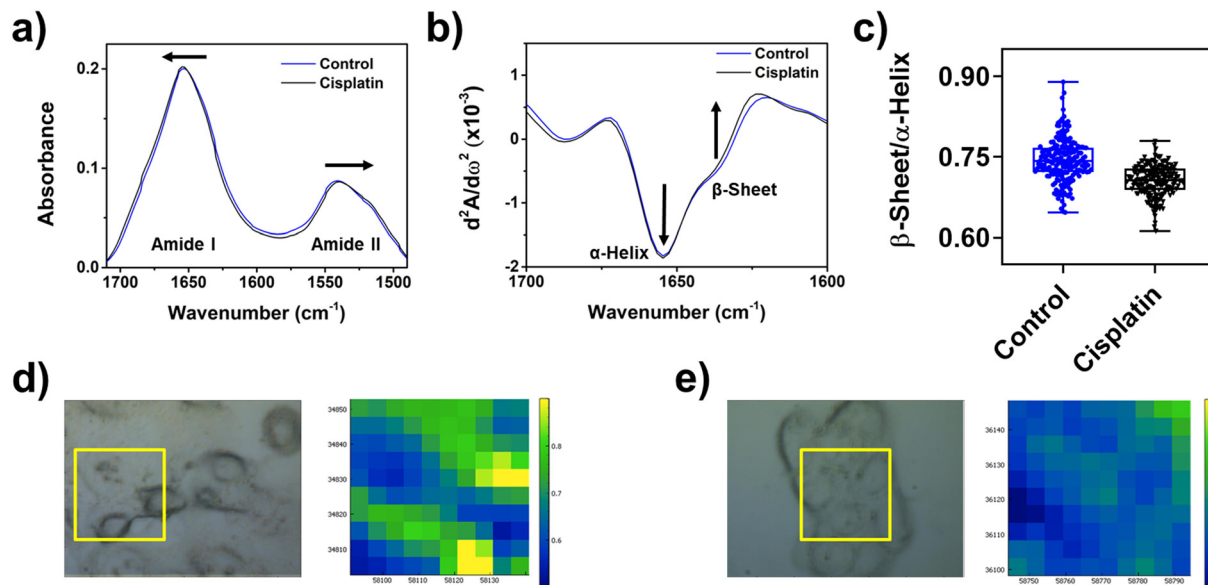 a)
Absorbance
0.2
0.1
0.0
Control
Cisplatin
Amide I
Amide II
1700 1650 1600 1550 1500
Wavenumber (cm⁻¹)
b)
d²A/dω² (x10⁻³)
1
0
-1
-2
Control
Cisplatin
β-Sheet
α-Helix
1700 1650 1600
Wavenumber (cm⁻¹)
c)
β-Sheet/α-Helix
0.90
0.75
0.60
Control
Cisplatin
d)
34850
34840
34830
34820
34810
58100 58110 58120 58130
0.8
0.7
0.6
e)
36140
36130
36120
36110
36100
58750 58760 58770 58780 58790